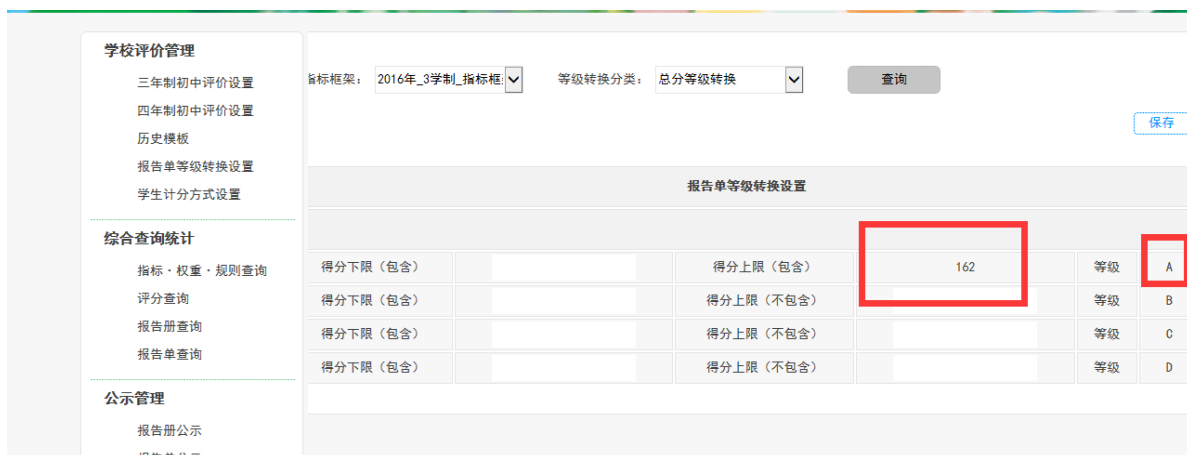 学校评价管理
三年制初中评价设置
四年制初中评价设置
历史模板
报告单等级转换设置
学生计分方式设置
综合查询统计
指标·权重·规则查询
评分查询
报告册查询
报告单查询
公示管理
报告册公示
指标框架： 2016年_3学制_指标框 等级转换分类： 总分等级转换 查询
保存
报告单等级转换设置
得分下限（包含） 得分上限（包含） 162 等级 A
得分下限（包含） 得分上限（不包含） 等级 B
得分下限（包含） 得分上限（不包含） 等级 C
得分下限（包含） 得分上限（不包含） 等级 D